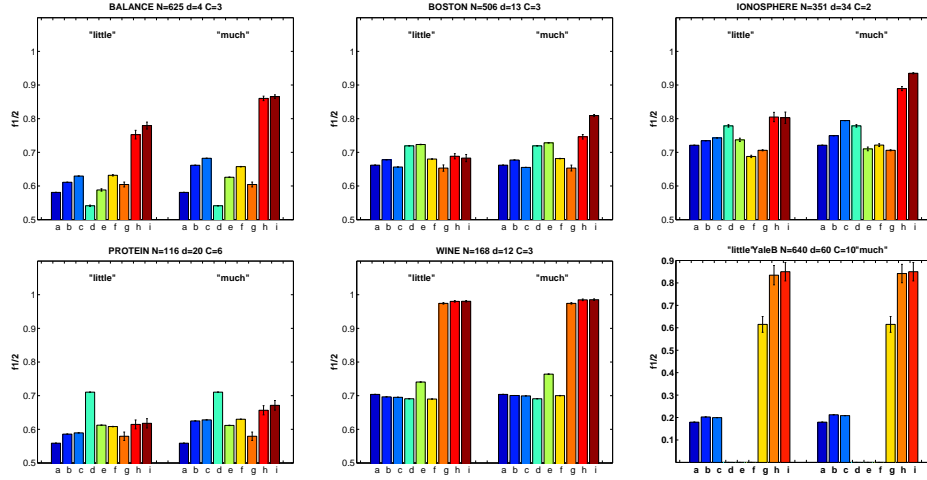 BALANCE N=625 d=4 C=3
"little" "much"
f1/2
1
0.9
0.8
0.7
0.6
0.5
a b c d e f g h i a b c d e f g h i
BOSTON N=506 d=13 C=3
"little" "much"
f1/2
1
0.9
0.8
0.7
0.6
0.5
a b c d e f g h i a b c d e f g h i
IONOSPHERE N=351 d=34 C=2
"little" "much"
f1/2
1
0.9
0.8
0.7
0.6
0.5
a b c d e f g h i a b c d e f g h i
PROTEIN N=116 d=20 C=6
"little" "much"
f1/2
1
0.9
0.8
0.7
0.6
0.5
a b c d e f g h i a b c d e f g h i
WINE N=168 d=12 C=3
"little" "much"
f1/2
1
0.9
0.8
0.7
0.6
0.5
a b c d e f g h i a b c d e f g h i
"little"YaleB N=640 d=60 C=10"much"
f1/2
0.9
0.8
0.7
0.6
0.5
0.4
0.3
0.2
0.1
a b c d e f g h i a b c d e f g h i